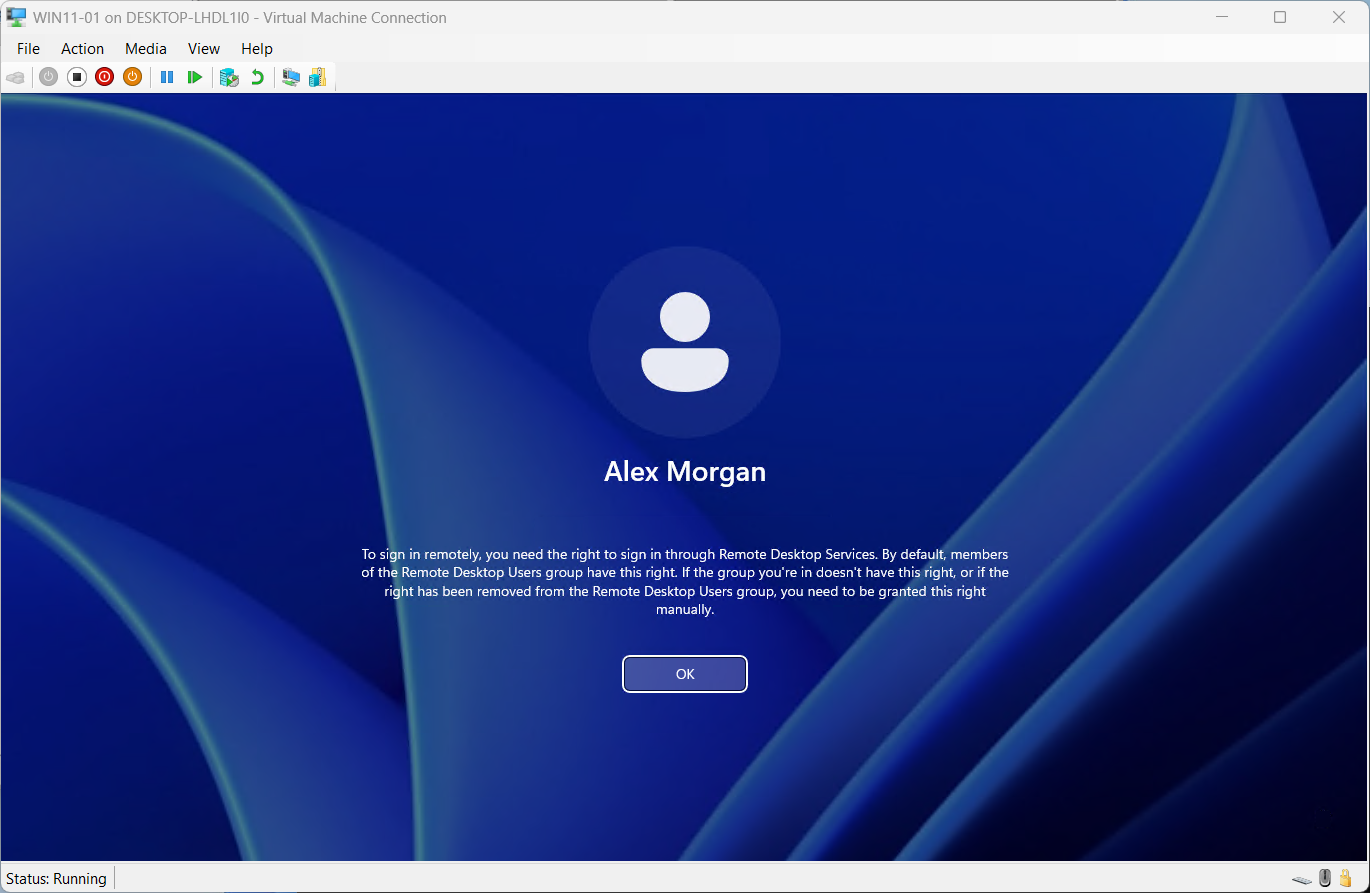 WIN11-01 on DESKTOP-LHDL1I0 - Virtual Machine Connection
File Action Media View Help
Alex Morgan
To sign in remotely, you need the right to sign in through Remote Desktop Services. By default, members
of the Remote Desktop Users group have this right. If the group you're in doesn't have this right, or if the
right has been removed from the Remote Desktop Users group, you need to be granted this right
manually.
OK
Status: Running